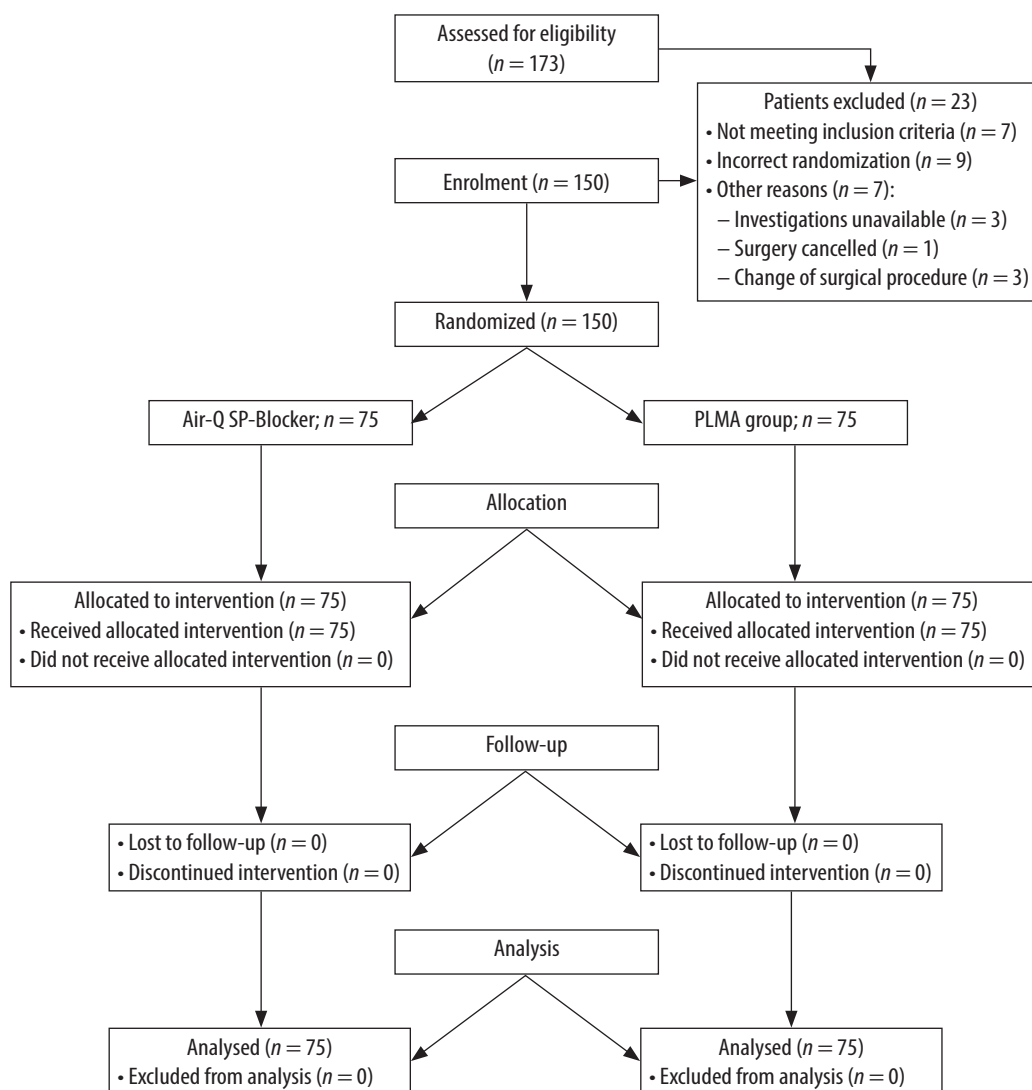 Assessed for eligibility
(n = 173)
Patients excluded (n = 23)
• Not meeting inclusion criteria (n = 7)
• Incorrect randomization (n = 9)
• Other reasons (n = 7):
– Investigations unavailable (n = 3)
– Surgery cancelled (n = 1)
– Change of surgical procedure (n = 3)
Enrolment (n = 150)
Randomized (n = 150)
Air-Q SP-Blocker; n = 75
PLMA group; n = 75
Allocation
Allocated to intervention (n = 75)
• Received allocated intervention (n = 75)
• Did not receive allocated intervention (n = 0)
Allocated to intervention (n = 75)
• Received allocated intervention (n = 75)
• Did not receive allocated intervention (n = 0)
Follow-up
• Lost to follow-up (n = 0)
• Discontinued intervention (n = 0)
• Lost to follow-up (n = 0)
• Discontinued intervention (n = 0)
Analysis
Analysed (n = 75)
• Excluded from analysis (n = 0)
Analysed (n = 75)
• Excluded from analysis (n = 0)